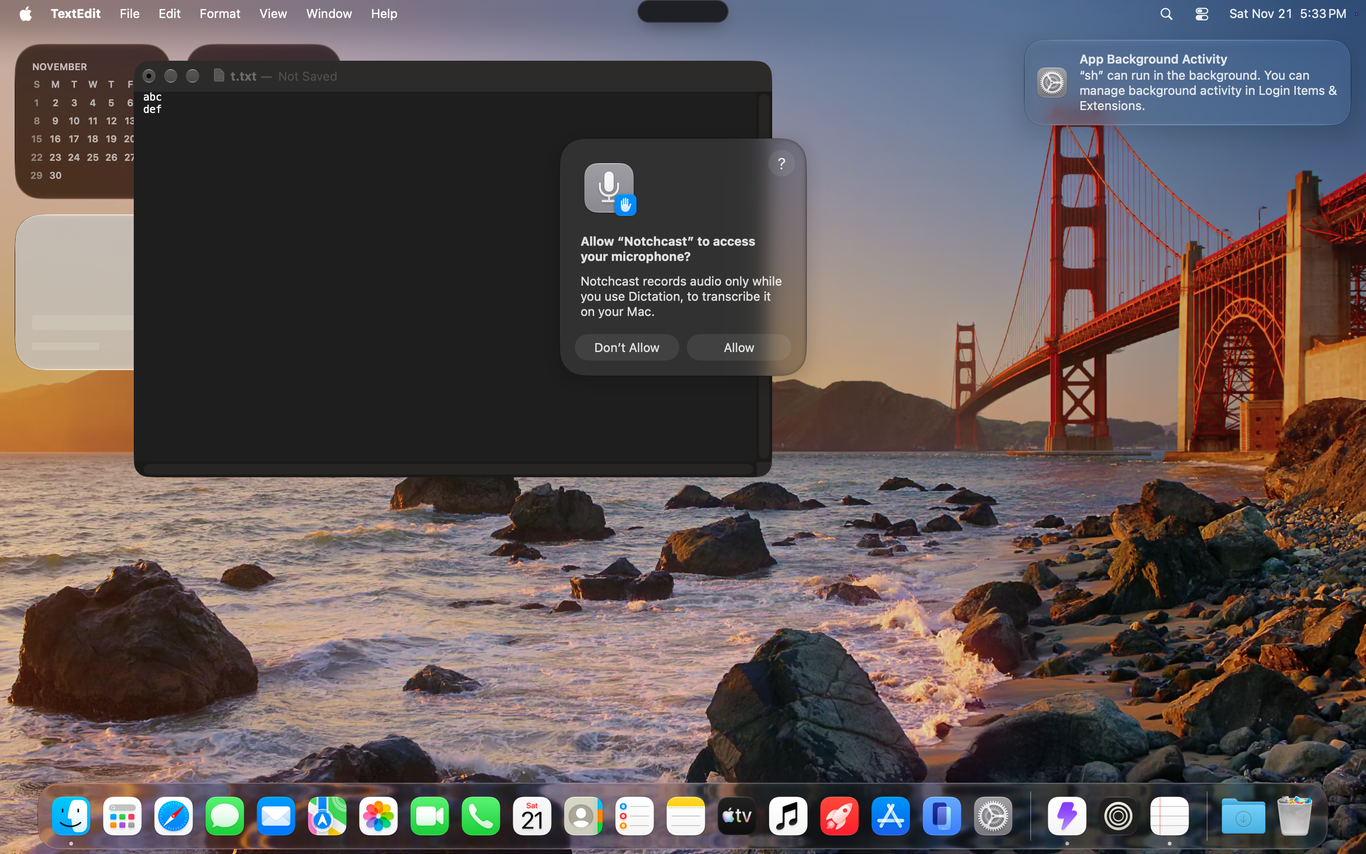 TextEdit File Edit Format View Window Help
Sat Nov 21 5:33 PM
NOVEMBER
S M T W T F
1 2 3 4 5 6
8 9 10 11 12 13
15 16 17 18 19 20
22 23 24 25 26 27
29 30
t.txt — Not Saved
abc
def
App Background Activity
“sh” can run in the background. You can
manage background activity in Login Items &
Extensions.
?
Allow “Notchcast” to access
your microphone?
Notchcast records audio only while
you use Dictation, to transcribe it
on your Mac.
Don’t Allow
Allow
Sat
21
tv